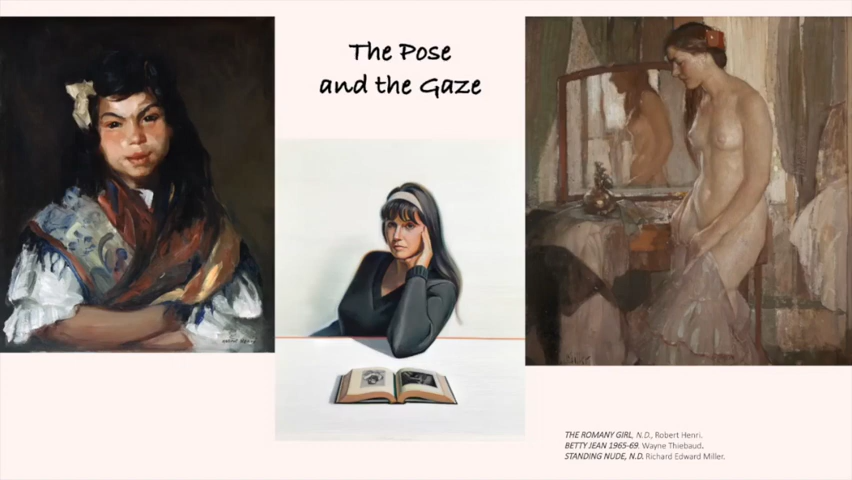 The Pose
and the Gaze
THE ROMANY GIRL, N.D., Robert Henri.
BETTY JEAN 1965-69. Wayne Thiebaud.
STANDING NUDE, N.D. Richard Edward Miller.